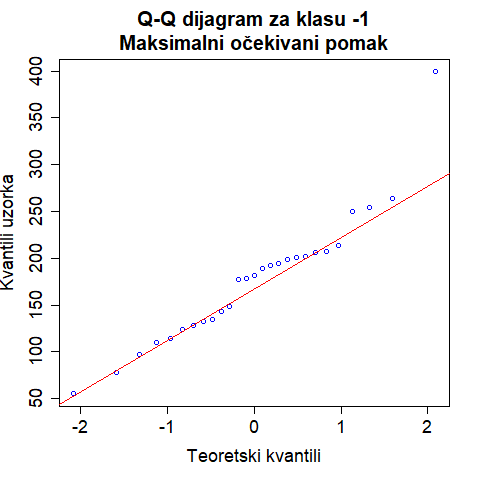 Q-Q dijagram za klasu -1
Maksimalni očekivani pomak
Kvantili uzorka
400
350
300
250
200
150
100
50
-2 -1 0 1 2
Teoretski kvantili